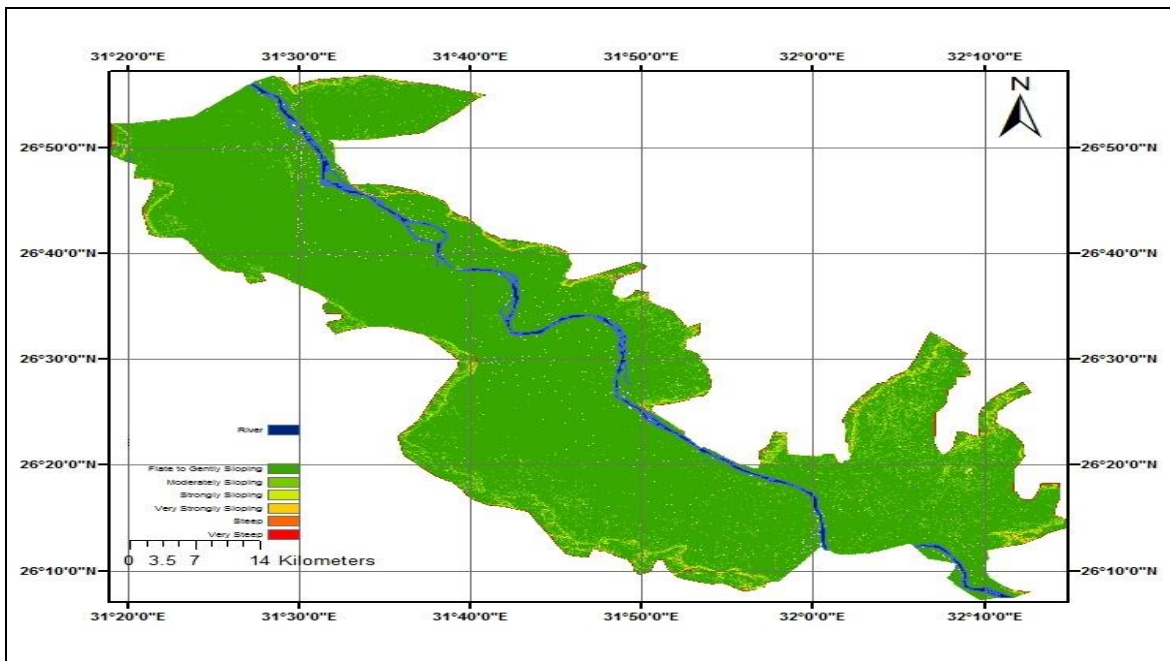 31°20'0"E 31°30'0"E 31°40'0"E 31°50'0"E 32°0'0"E 32°10'0"E
N
26°50'0"N 26°50'0"N
26°40'0"N 26°40'0"N
26°30'0"N 26°30'0"N
River
26°20'0"N 26°20'0"N
Flate to Gently Sloping
Moderately Sloping
Strongly Sloping
Very Strongly Sloping
Steep
Very Steep
0 3.5 7 14 Kilometers
26°10'0"N 26°10'0"N
31°20'0"E 31°30'0"E 31°40'0"E 31°50'0"E 32°0'0"E 32°10'0"E